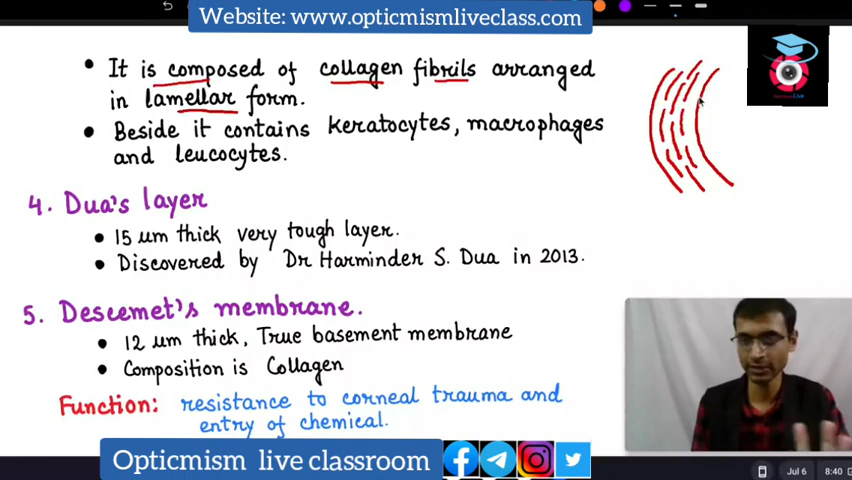 Website: www.opticmismliveclass.com
• It is composed of collagen fibrils arranged
in lamellar form.
• Beside it contains keratocytes, macrophages
and leucocytes.
4. Dua's layer
• 15 um thick very tough layer.
• Discovered by Dr Harminder S. Dua in 2013.
5. Descemet's membrane.
• 12 um thick, True basement membrane
• Composition is Collagen
Function: resistance to corneal trauma and
entry of chemical.
Opticmism live classroom
Jul 6 8:40